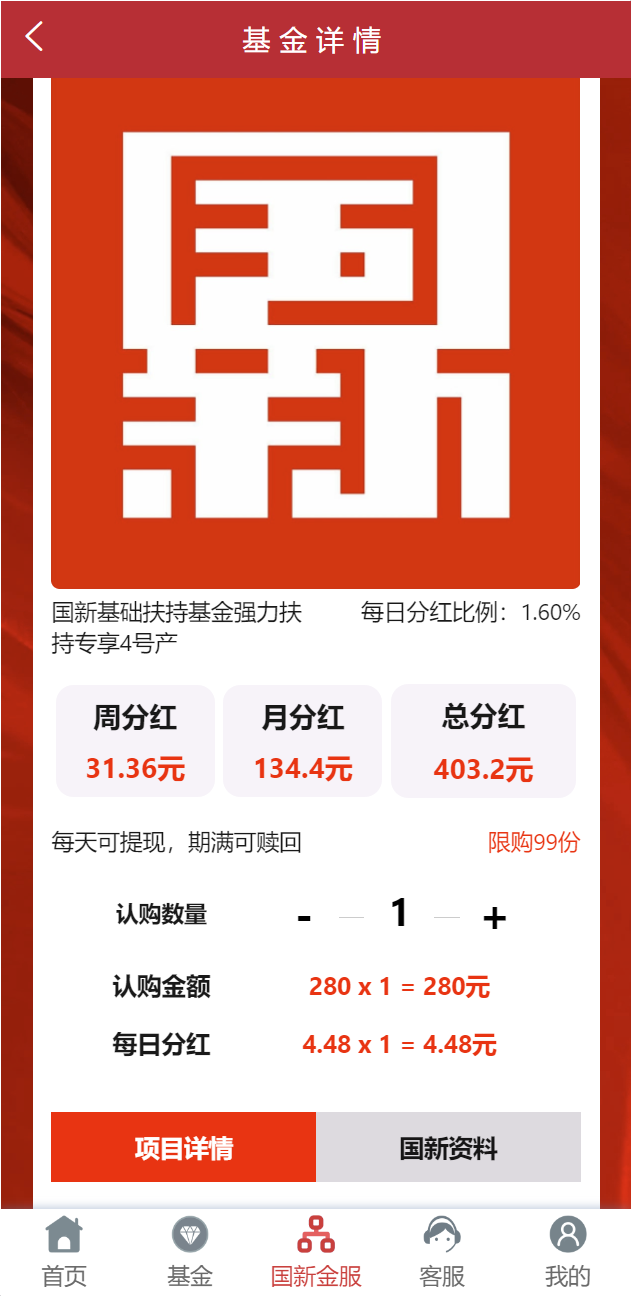 基金详情
国新
国新基础扶持基金强力扶
每日分红比例：1.60%
持专享4号产
周分红
月分红
总分红
31.36元
134.4元
403.2元
每天可提现，期满可赎回
限购99份
认购数量
-
1
+
认购金额
280 x 1 = 280元
每日分红
4.48 x 1 = 4.48元
项目详情
国新资料
首页
基金
国新金服
客服
我的